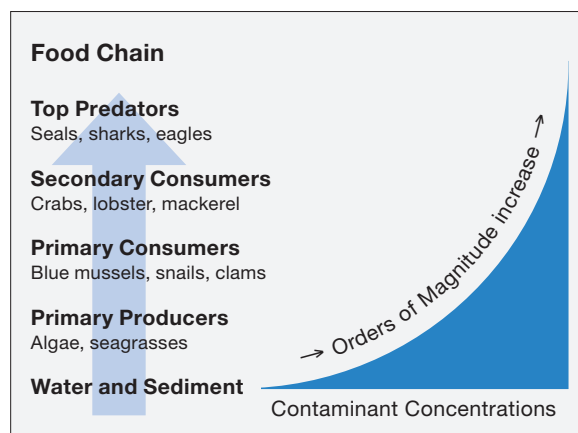 Food Chain
Top Predators
Seals, sharks, eagles
Secondary Consumers
Crabs, lobster, mackerel
Primary Consumers
Blue mussels, snails, clams
Primary Producers
Algae, seagrasses
Water and Sediment
→ Orders of Magnitude increase →
Contaminant Concentrations